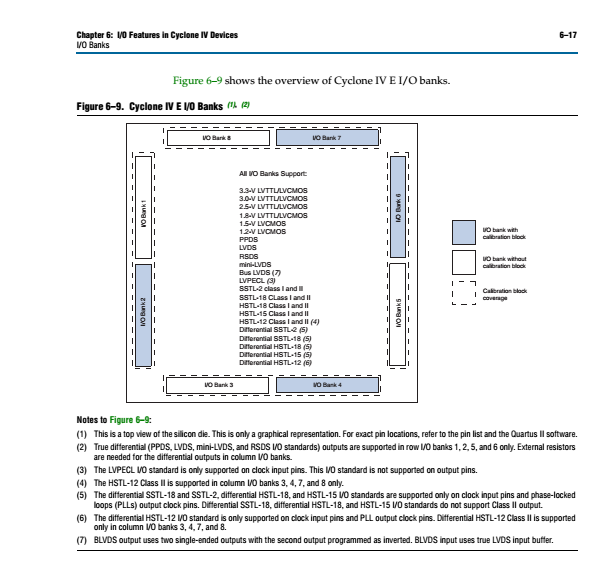 Chapter 6: I/O Features in Cyclone IV Devices
6–17
I/O Banks
Figure 6–9 shows the overview of Cyclone IV E I/O banks.
Figure 6–9. Cyclone IV E I/O Banks (1), (2)
I/O Bank 8
I/O Bank 7
All I/O Banks Support:
3.3-V LVTTL/LVCMOS
3.0-V LVTTL/LVCMOS
2.5-V LVTTL/LVCMOS
1.8-V LVTTL/LVCMOS
1.5-V LVCMOS
1.2-V LVCMOS
PPDS
LVDS
RSDS
mini-LVDS
Bus LVDS (7)
LVPECL (3)
SSTL-2 class I and II
SSTL-18 CLass I and II
HSTL-18 Class I and II
HSTL-15 Class I and II
HSTL-12 Class I and II (4)
Differential SSTL-2 (5)
Differential SSTL-18 (5)
Differential HSTL-18 (5)
Differential HSTL-15 (5)
Differential HSTL-12 (6)
I/O Bank 1
I/O Bank 2
I/O Bank 6
I/O Bank 5
I/O Bank 3
I/O Bank 4
I/O bank with
calibration block
I/O bank without
calibration block
Calibration block
coverage
Notes to Figure 6–9:
(1) This is a top view of the silicon die. This is only a graphical representation. For exact pin locations, refer to the pin list and the Quartus II software.
(2) True differential (PPDS, LVDS, mini-LVDS, and RSDS I/O standards) outputs are supported in row I/O banks 1, 2, 5, and 6 only. External resistors
are needed for the differential outputs in column I/O banks.
(3) The LVPECL I/O standard is only supported on clock input pins. This I/O standard is not supported on output pins.
(4) The HSTL-12 Class II is supported in column I/O banks 3, 4, 7, and 8 only.
(5) The differential SSTL-18 and SSTL-2, differential HSTL-18, and HSTL-15 I/O standards are supported only on clock input pins and phase-locked
loops (PLLs) output clock pins. Differential SSTL-18, differential HSTL-18, and HSTL-15 I/O standards do not support Class II output.
(6) The differential HSTL-12 I/O standard is only supported on clock input pins and PLL output clock pins. Differential HSTL-12 Class II is supported
only in column I/O banks 3, 4, 7, and 8.
(7) BLVDS output uses two single-ended outputs with the second output programmed as inverted. BLVDS input uses true LVDS input buffer.